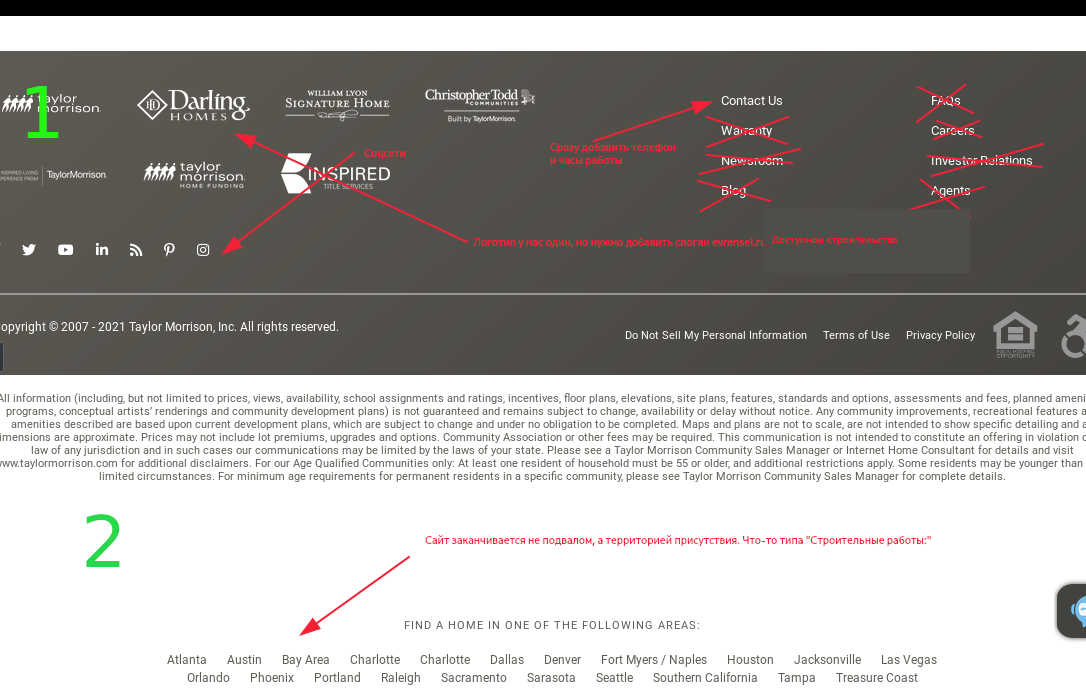 1
taylor morrison.
Darling HOMES
WILLIAM LYON SIGNATURE HOME
Christopher Todd COMMUNITIES
Built by TaylorMorrison.
INSPIRED LIVING
EXPERIENCE FROM
TaylorMorrison.
taylor morrison. HOME FUNDING
INSPIRED TITLE SERVICES
Соцсети
Сразу добавить телефон
и часы работы
Contact Us
Warranty
Newsroom
Blog
FAQs
Careers
Investor Relations
Agents
Логотип у нас один, но нужно добавить слоган evrensel.ru
Доступное строительство
opyright © 2007 - 2021 Taylor Morrison, Inc. All rights reserved.
Do Not Sell My Personal Information Terms of Use Privacy Policy
EQUAL HOUSING
OPPORTUNITY
All information (including, but not limited to prices, views, availability, school assignments and ratings, incentives, floor plans, elevations, site plans, features, standards and options, assessments and fees, planned ameni
programs, conceptual artists’ renderings and community development plans) is not guaranteed and remains subject to change, availability or delay without notice. Any community improvements, recreational features a
amenities described are based upon current development plans, which are subject to change and under no obligation to be completed. Maps and plans are not to scale, are not intended to show specific detailing and a
imensions are approximate. Prices may not include lot premiums, upgrades and options. Community Association or other fees may be required. This communication is not intended to constitute an offering in violation o
law of any jurisdiction and in such cases our communications may be limited by the laws of your state. Please see a Taylor Morrison Community Sales Manager or Internet Home Consultant for details and visit
www.taylormorrison.com for additional disclaimers. For our Age Qualified Communities only: At least one resident of household must be 55 or older, and additional restrictions apply. Some residents may be younger than
limited circumstances. For minimum age requirements for permanent residents in a specific community, please see Taylor Morrison Community Sales Manager for complete details.
2
Сайт заканчивается не подвалом, а территорией присутствия. Что-то типа "Строительные работы:"
FIND A HOME IN ONE OF THE FOLLOWING AREAS:
Atlanta Austin Bay Area Charlotte Charlotte Dallas Denver Fort Myers / Naples Houston Jacksonville Las Vegas
Orlando Phoenix Portland Raleigh Sacramento Sarasota Seattle Southern California Tampa Treasure Coast